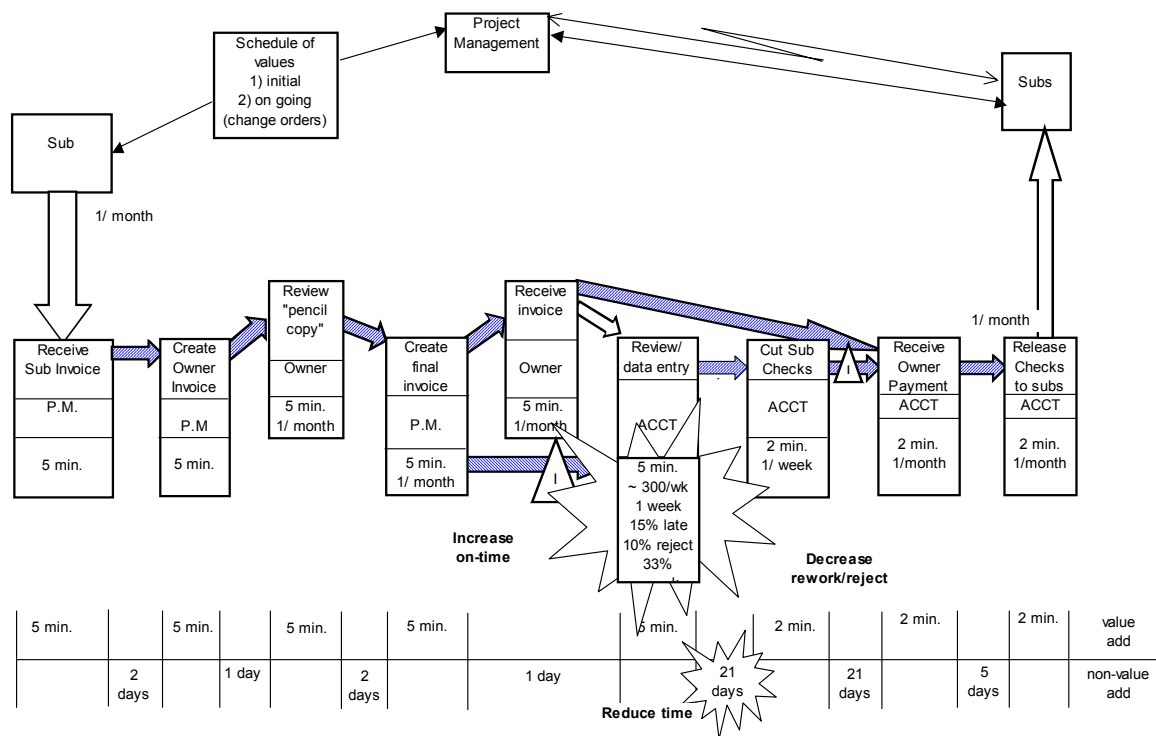 Project
Management
Schedule of
values
1) initial
2) on going
(change orders)
Subs
Sub
1/ month
1/ month
Receive
Sub Invoice
P.M.
5 min.
Create
Owner
Invoice
P.M
5 min.
Review
"pencil
copy"
Owner
5 min.
1/ month
Create
final
invoice
P.M.
5 min.
1/ month
Receive
invoice
Owner
5 min.
1/month
I
Review/
data entry
ACCT
5 min.
~ 300/wk
1 week
15% late
10% reject
33%
Cut Sub
Checks
ACCT
2 min.
1/ week
I
Receive
Owner
Payment
ACCT
2 min.
1/month
Release
Checks
to subs
ACCT
2 min.
1/month
Increase
on-time
Decrease
rework/reject
5 min.
5 min.
5 min.
5 min.
5 min.
2 min.
2 min.
2 min.
value
add
2
days
1 day
2
days
1 day
21
days
21
days
5
days
non-value
add
Reduce time